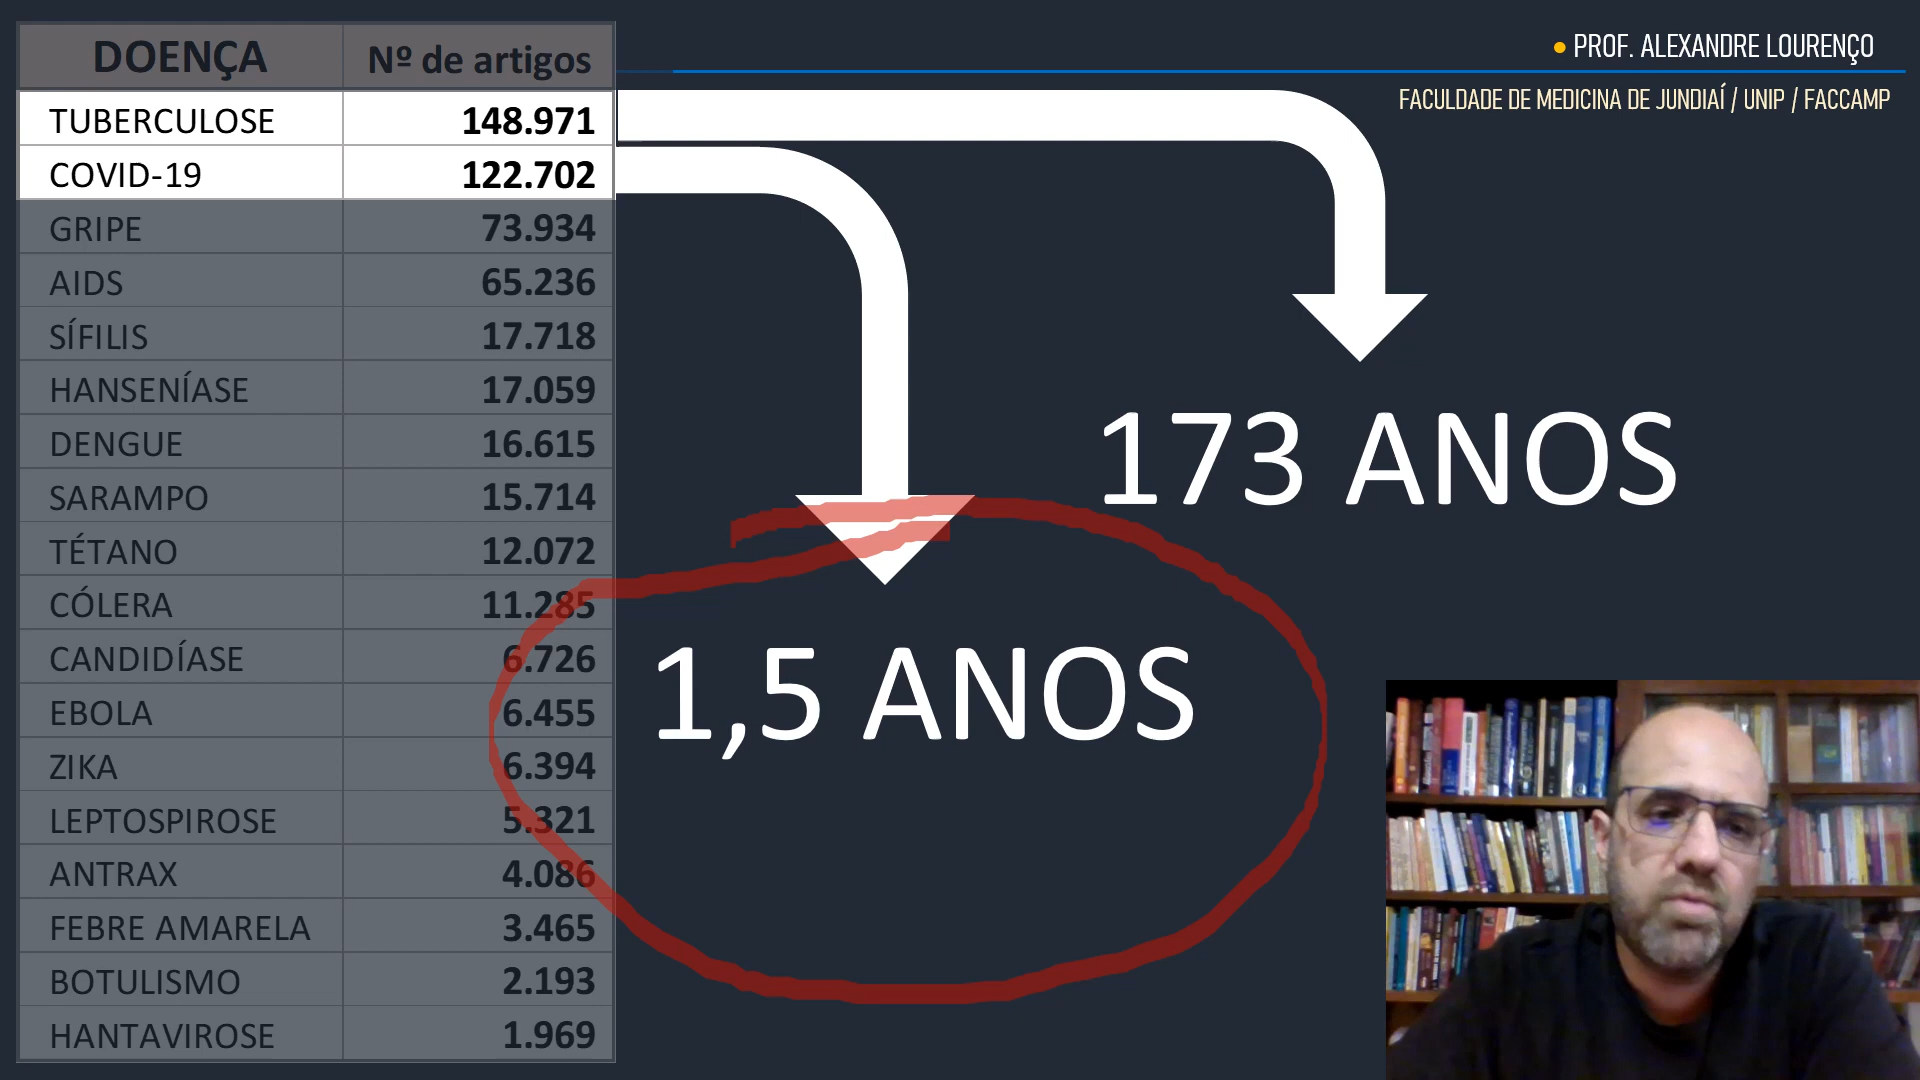 DOENÇA Nº de artigos
TUBERCULOSE 148.971
COVID-19 122.702
GRIPE 73.934
AIDS 65.236
SÍFILIS 17.718
HANSENÍASE 17.059
DENGUE 16.615
SARAMPO 15.714
TÉTANO 12.072
CÓLERA 11.285
CANDIDÍASE 6.726
EBOLA 6.455
ZIKA 6.394
LEPTOSPIROSE 5.321
ANTRAX 4.086
FEBRE AMARELA 3.465
BOTULISMO 2.193
HANTAVIROSE 1.969
• PROF. ALEXANDRE LOURENÇO
FACULDADE DE MEDICINA DE JUNDIAÍ / UNIP / FACCAMP
173 ANOS
1,5 ANOS